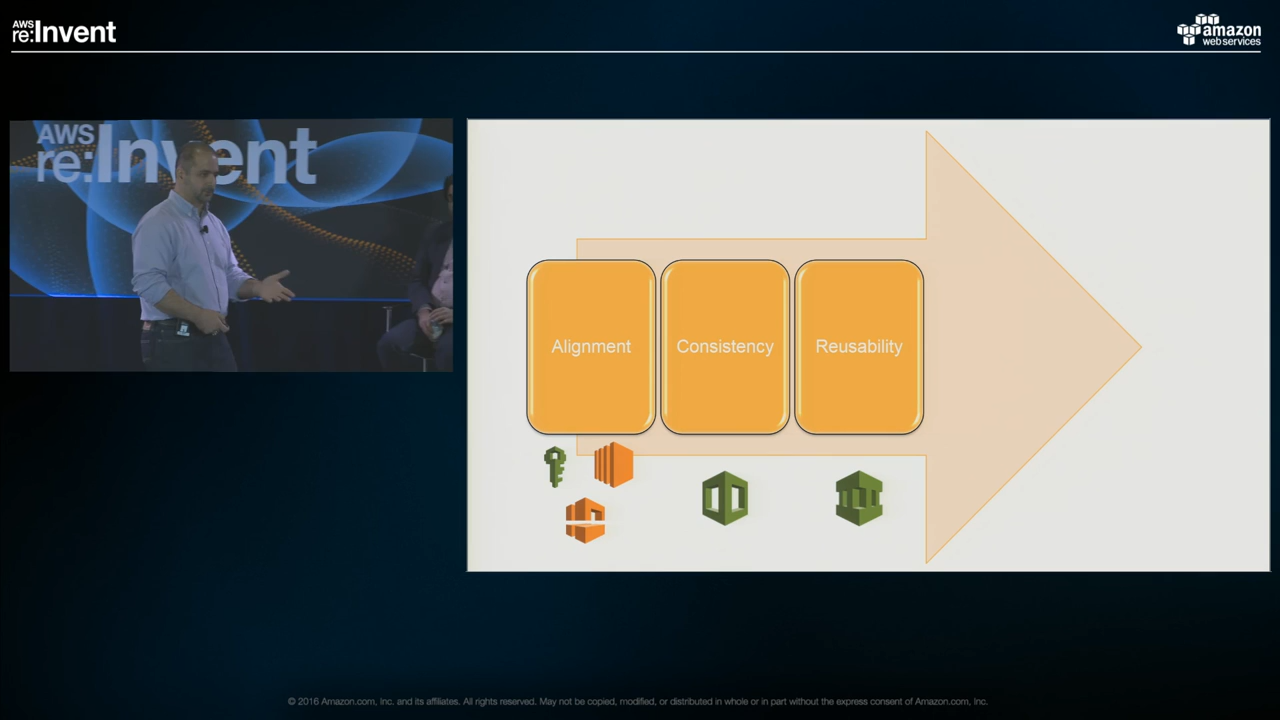 AWS
re:Invent
amazon
webservices
AWS
re:Invent
Alignment
Consistency
Reusability
© 2016 Amazon.com, Inc. and its affiliates. All rights reserved. May not be copied, modified, or distributed in whole or in part without the express consent of Amazon.com, Inc.